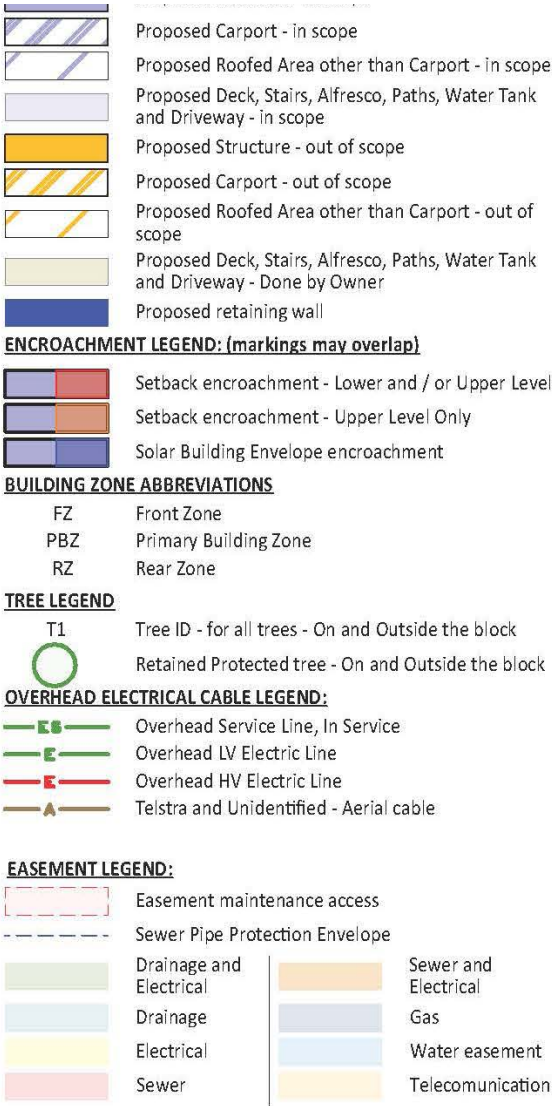 Proposed Carport - in scope
Proposed Roofed Area other than Carport - in scope
Proposed Deck, Stairs, Alfresco, Paths, Water Tank
and Driveway - in scope
Proposed Structure - out of scope
Proposed Carport - out of scope
Proposed Roofed Area other than Carport - out of
scope
Proposed Deck, Stairs, Alfresco, Paths, Water Tank
and Driveway - Done by Owner
Proposed retaining wall
ENCROACHMENT LEGEND: (markings may overlap)
Setback encroachment - Lower and / or Upper Level
Setback encroachment - Upper Level Only
Solar Building Envelope encroachment
BUILDING ZONE ABBREVIATIONS
FZ Front Zone
PBZ Primary Building Zone
RZ Rear Zone
TREE LEGEND
T1 Tree ID - for all trees - On and Outside the block
Retained Protected tree - On and Outside the block
OVERHEAD ELECTRICAL CABLE LEGEND:
ES Overhead Service Line, In Service
E Overhead LV Electric Line
E Overhead HV Electric Line
A Telstra and Unidentified - Aerial cable
EASEMENT LEGEND:
Easement maintenance access
Sewer Pipe Protection Envelope
Drainage and
Electrical
Drainage
Electrical
Sewer
Sewer and
Electrical
Gas
Water easement
Telecomunication